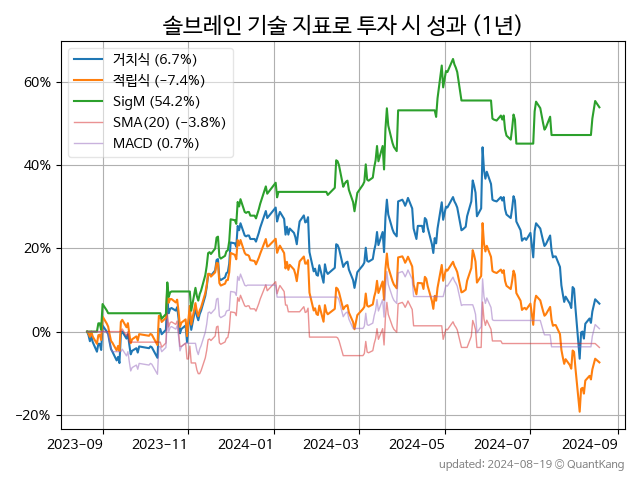 솔브레인 기술 지표로 투자 시 성과 (1년)
거치식 (6.7%)
적립식 (−7.4%)
SigM (54.2%)
SMA(20) (−3.8%)
MACD (0.7%)
60%
40%
20%
0%
−20%
2023-09 2023-11 2024-01 2024-03 2024-05 2024-07 2024-09
updated: 2024-08-19 © QuantKang